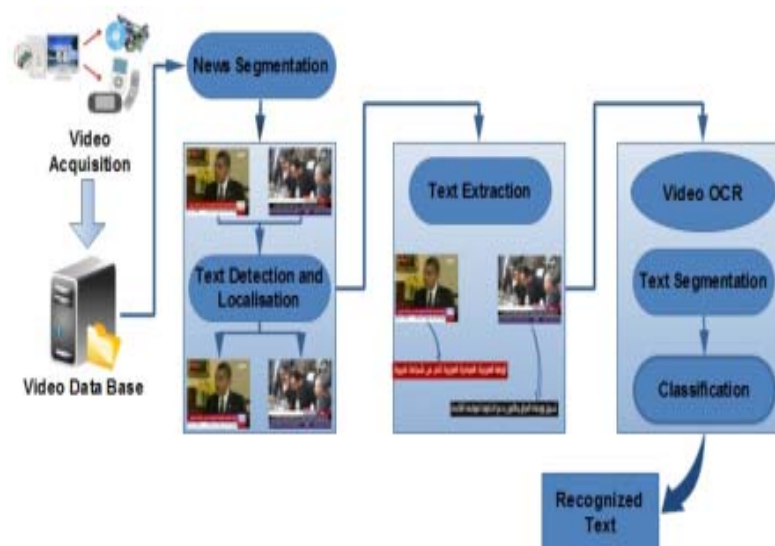 News Segmentation
Video
Acquisition
Text Extraction
Video OCR
Text Detection and
Localisation
Text Segmentation
Video Data Base
Classification
Recognized
Text